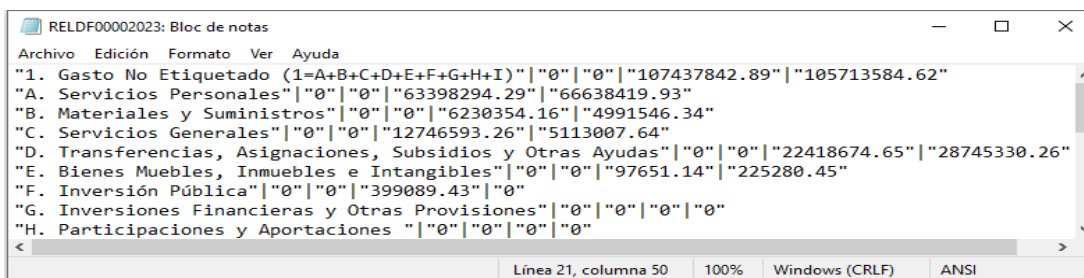 RELDF00002023: Bloc de notas
Archivo Edición Formato Ver Ayuda
"1. Gasto No Etiquetado (1=A+B+C+D+E+F+G+H+I)"|"0"|"0"|"107437842.89"|"105713584.62"
"A. Servicios Personales"|"0"|"0"|"63398294.29"|"66638419.93"
"B. Materiales y Suministros"|"0"|"0"|"6230354.16"|"4991546.34"
"C. Servicios Generales"|"0"|"0"|"12746593.26"|"5113007.64"
"D. Transferencias, Asignaciones, Subsidios y Otras Ayudas"|"0"|"0"|"22418674.65"|"28745330.26"
"E. Bienes Muebles, Inmuebles e Intangibles"|"0"|"0"|"97651.14"|"225280.45"
"F. Inversión Pública"|"0"|"0"|"399089.43"|"0"
"G. Inversiones Financieras y Otras Provisiones"|"0"|"0"|"0"|"0"
"H. Participaciones y Aportaciones "|"0"|"0"|"0"|"0"
Línea 21, columna 50 100% Windows (CRLF) ANSI